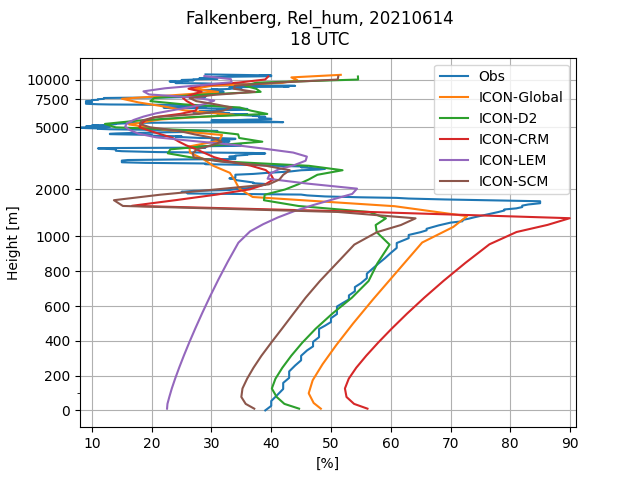 Falkenberg, Rel_hum, 20210614
18 UTC
10000
7500
5000
2000
1000
800
600
400
200
0
Height [m]
Obs
ICON-Global
ICON-D2
ICON-CRM
ICON-LEM
ICON-SCM
10 20 30 40 50 60 70 80 90
[%]